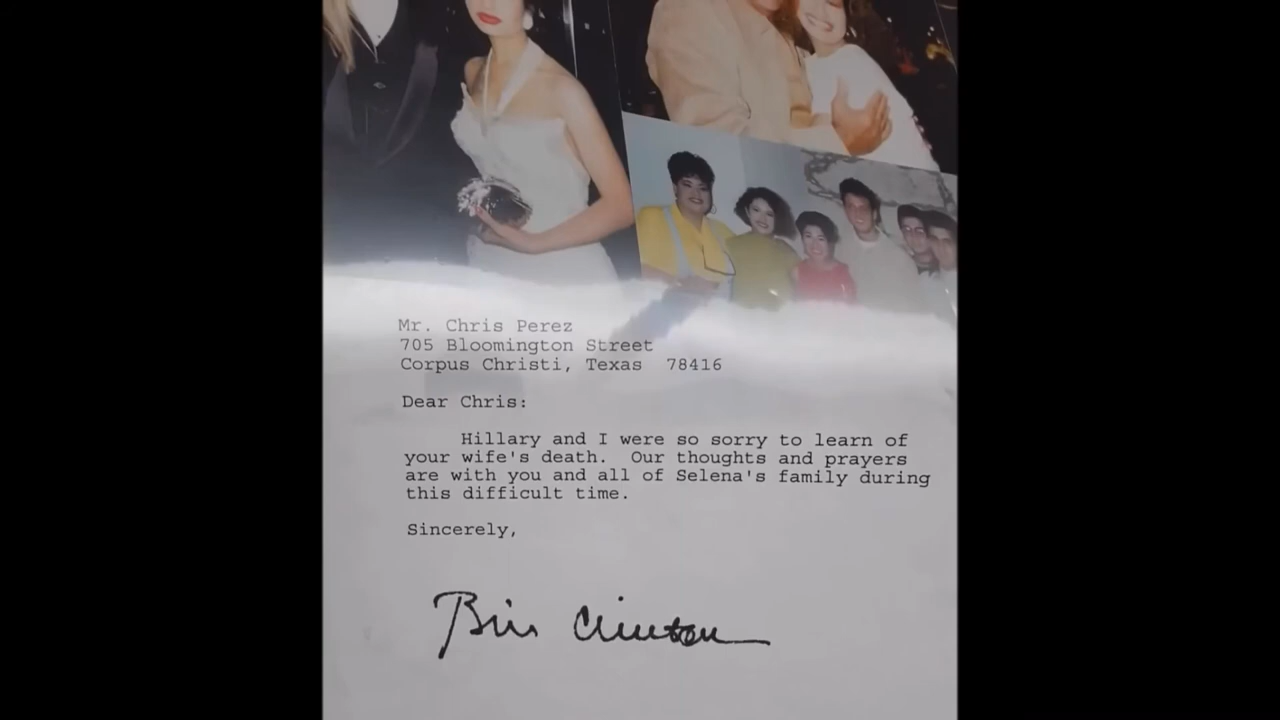 Mr. Chris Perez
705 Bloomington Street
Corpus Christi, Texas  78416
Dear Chris:
Hillary and I were so sorry to learn of
your wife's death.  Our thoughts and prayers
are with you and all of Selena's family during
this difficult time.
Sincerely,
Bill Clinton